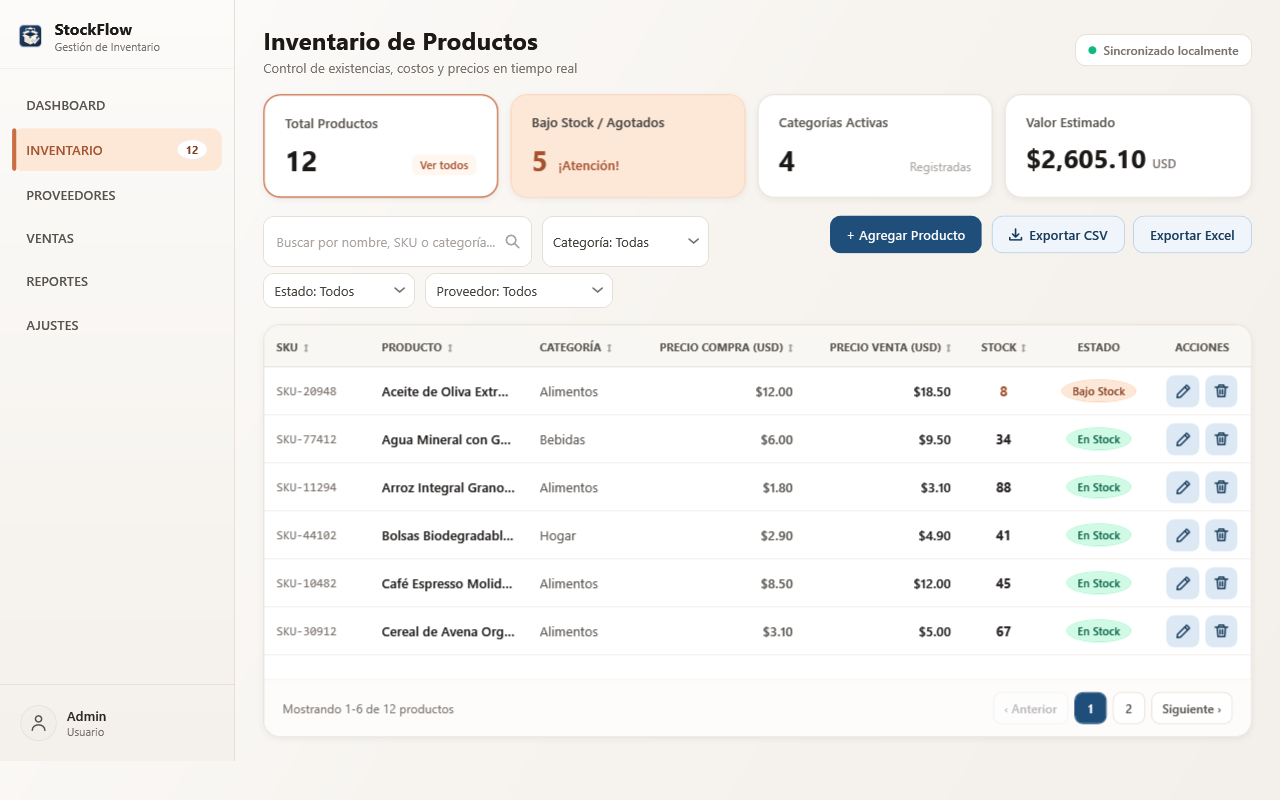 StockFlow
Gestión de Inventario
DASHBOARD
INVENTARIO 12
PROVEEDORES
VENTAS
REPORTES
AJUSTES
Admin
Usuario
Inventario de Productos
Control de existencias, costos y precios en tiempo real
Sincronizado localmente
Total Productos
12 Ver todos
Bajo Stock / Agotados
5 ¡Atención!
Categorías Activas
4 Registradas
Valor Estimado
$2,605.10 USD
Buscar por nombre, SKU o categoría...
Categoría: Todas
+ Agregar Producto
Exportar CSV
Exportar Excel
Estado: Todos
Proveedor: Todos
SKU ↕ PRODUCTO ↕ CATEGORÍA ↕ PRECIO COMPRA (USD) ↕ PRECIO VENTA (USD) ↕ STOCK ↕ ESTADO ACCIONES
SKU-20948 Aceite de Oliva Extr... Alimentos $12.00 $18.50 8 Bajo Stock
SKU-77412 Agua Mineral con G... Bebidas $6.00 $9.50 34 En Stock
SKU-11294 Arroz Integral Grano... Alimentos $1.80 $3.10 88 En Stock
SKU-44102 Bolsas Biodegradabl... Hogar $2.90 $4.90 41 En Stock
SKU-10482 Café Espresso Molid... Alimentos $8.50 $12.00 45 En Stock
SKU-30912 Cereal de Avena Org... Alimentos $3.10 $5.00 67 En Stock
Mostrando 1-6 de 12 productos
‹ Anterior 1 2 Siguiente ›